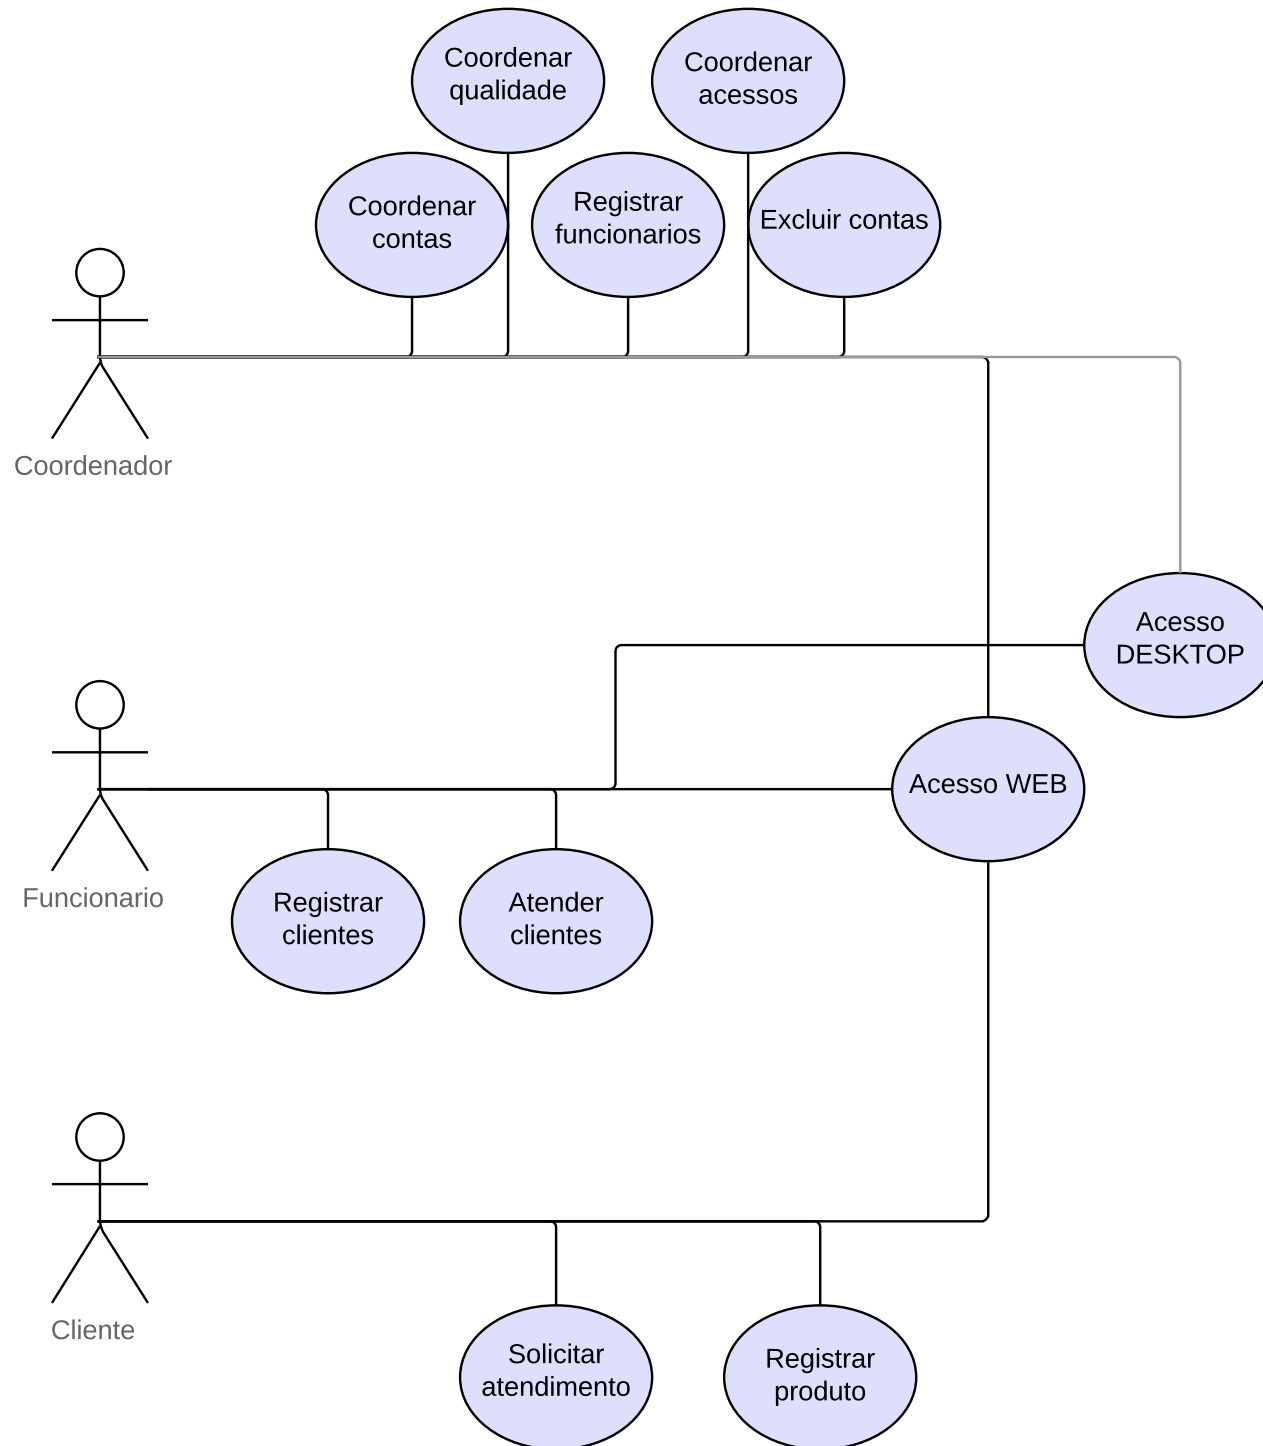 Coordenar
qualidade
Coordenar
acessos
Coordenar
contas
Registrar
funcionarios
Excluir contas
Coordenador
Acesso
DESKTOP
Acesso WEB
Funcionario
Registrar
clientes
Atender
clientes
Cliente
Solicitar
atendimento
Registrar
produto